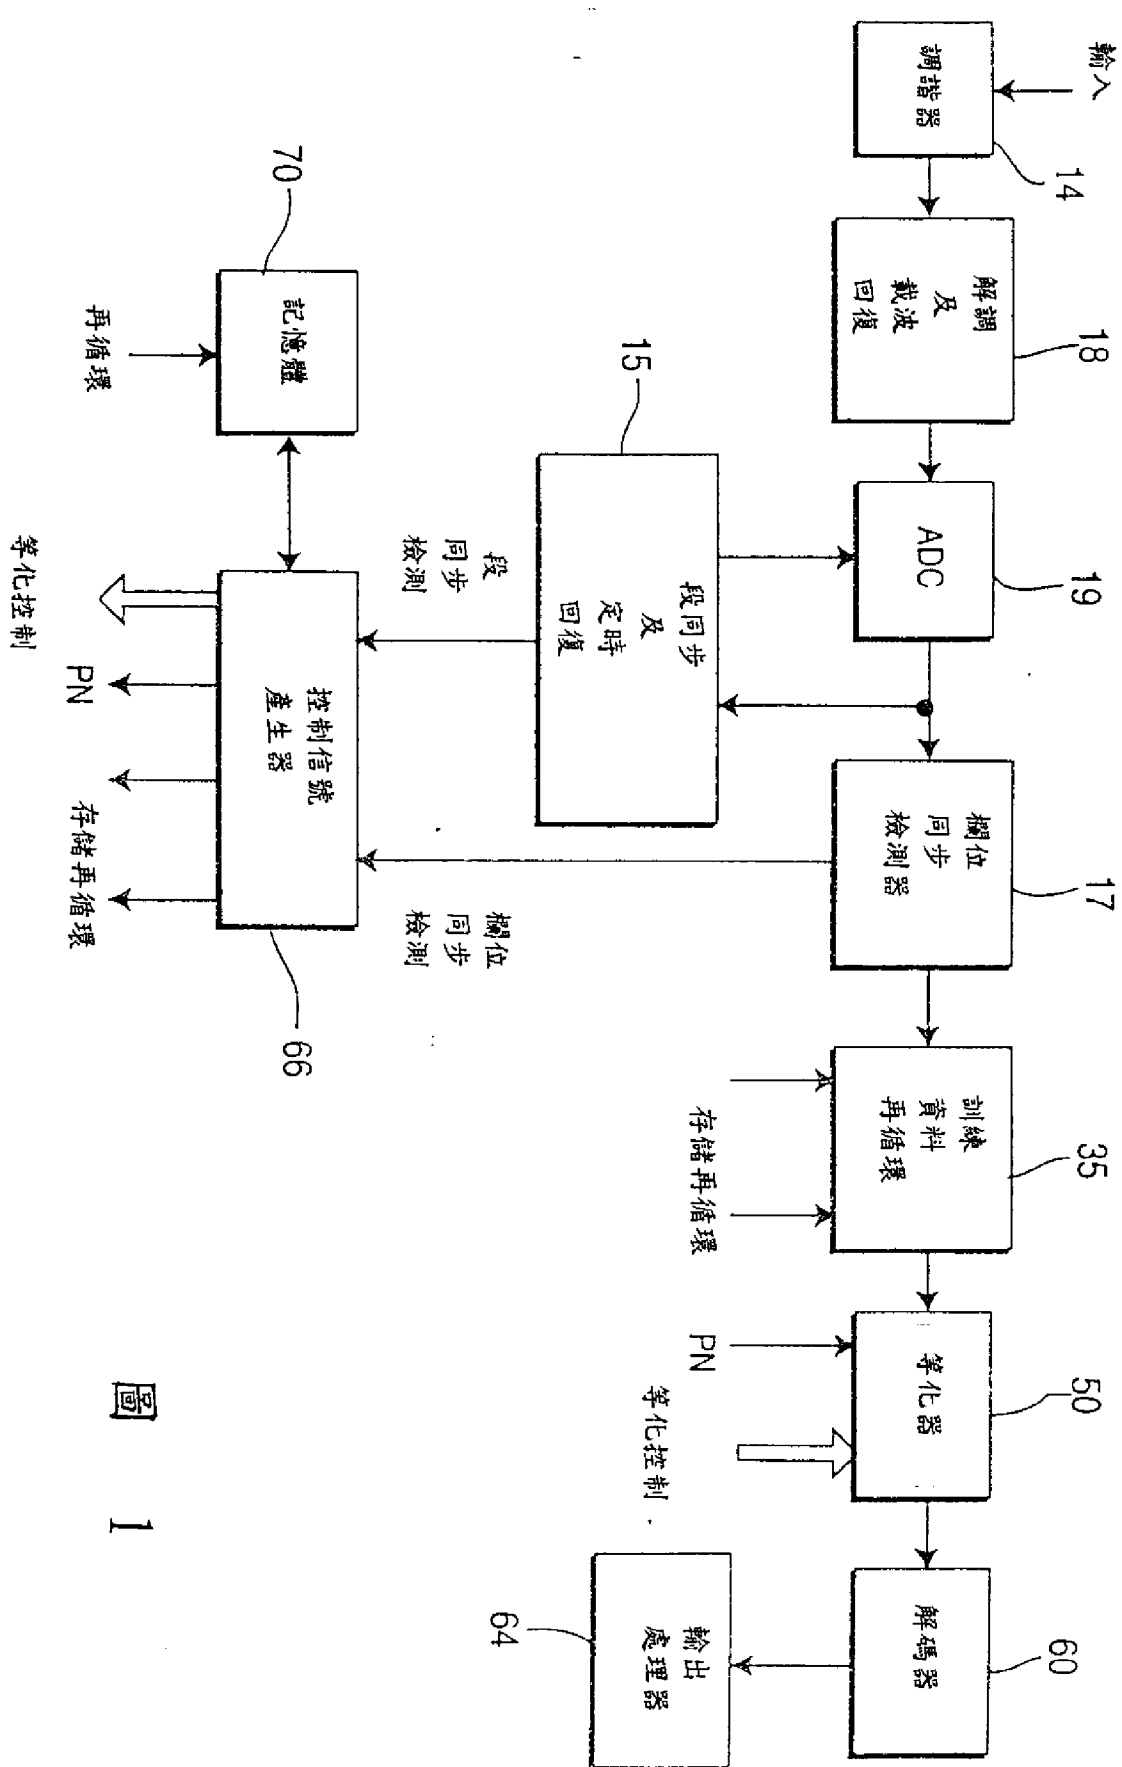 輸入
調諧器
14
解調
及
載波
回復
18
ADC
19
欄位
同步
檢測器
17
訓練
資料
再循環
35
等化器
50
解碼器
60
段同步
及
定時
回復
15
存儲再循環
PN
等化控制
輸出
處理器
64
段
同步
檢測
欄位
同步
檢測
70
記憶體
再循環
控制信號
產生器
66
等化控制
PN
存儲再循環
圖 1